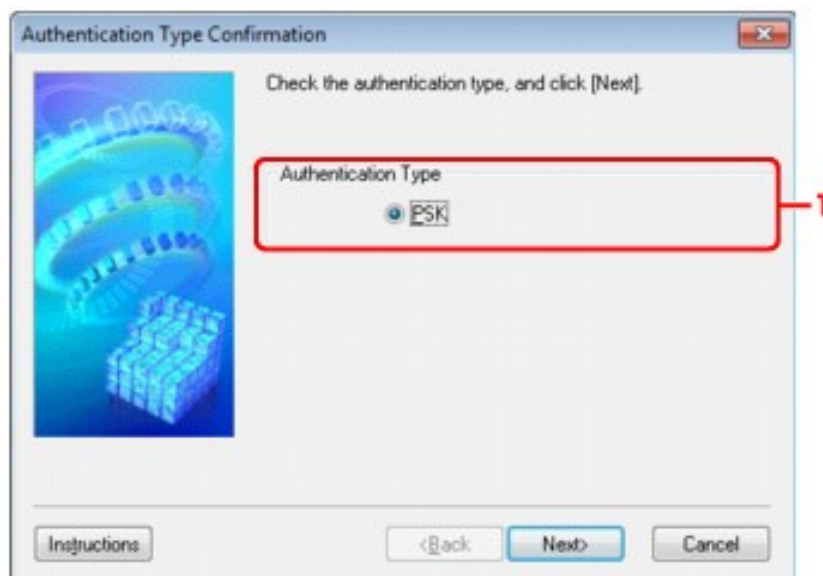 Authentication Type Confirmation
Check the authentication type, and click [Next].
Authentication Type
PSK
1
Instructions
<Back
Next>
Cancel